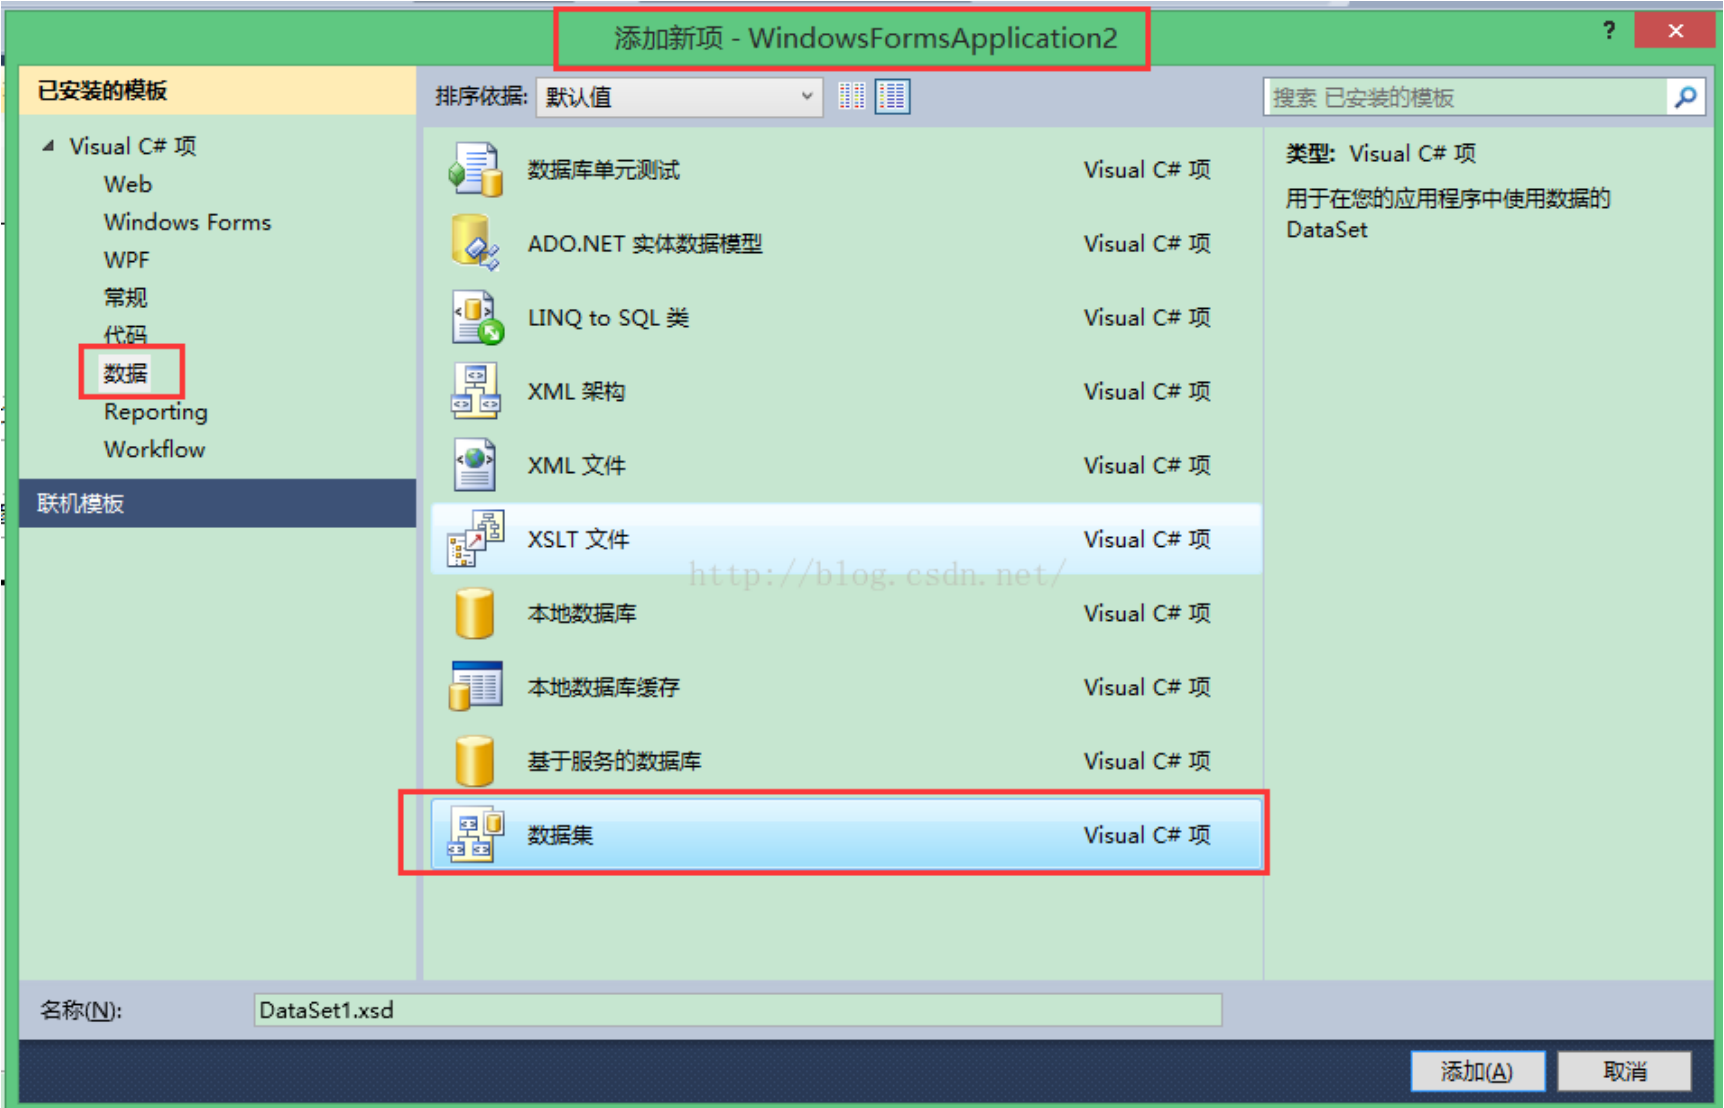 添加新项 - WindowsFormsApplication2
?
已安装的模板
排序依据: 默认值
搜索 已安装的模板
Visual C# 项
Web
Windows Forms
WPF
常规
代码
数据
Reporting
Workflow
联机模板
数据库单元测试 Visual C# 项
ADO.NET 实体数据模型 Visual C# 项
LINQ to SQL 类 Visual C# 项
XML 架构 Visual C# 项
XML 文件 Visual C# 项
XSLT 文件 Visual C# 项
http://blog.csdn.net/
本地数据库 Visual C# 项
本地数据库缓存 Visual C# 项
基于服务的数据库 Visual C# 项
数据集 Visual C# 项
类型: Visual C# 项
用于在您的应用程序中使用数据的
DataSet
名称(N): DataSet1.xsd
添加(A) 取消